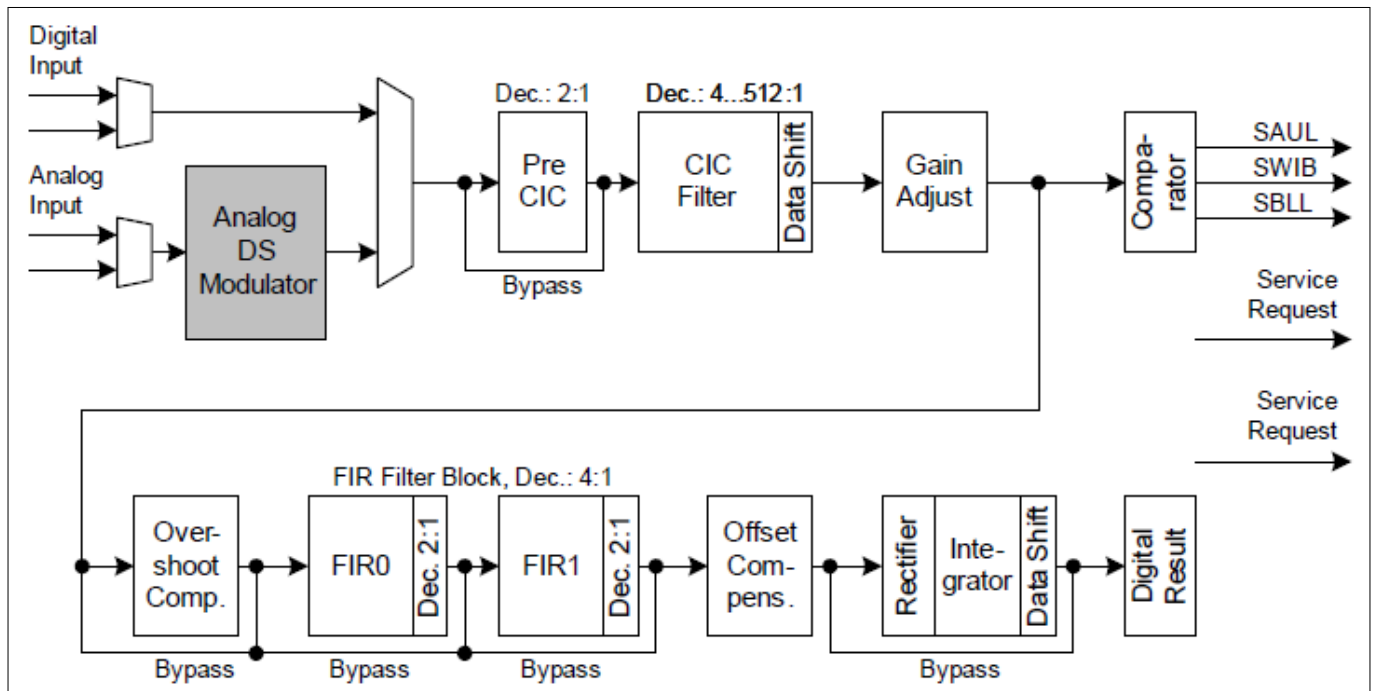 Digital
Input
Dec.: 2:1
Dec.: 4...512:1
Pre
CIC
CIC
Filter
Data Shift
Gain
Adjust
Compa-
rator
SAUL
SWIB
SBLL
Analog
Input
Analog
DS
Modulator
Bypass
Service
Request
Service
Request
FIR Filter Block, Dec.: 4:1
Over-
shoot
Comp.
FIR0
Dec. 2:1
FIR1
Dec. 2:1
Offset
Com-
pens.
Rectifier
Inte-
grator
Data Shift
Digital
Result
Bypass
Bypass
Bypass
Bypass